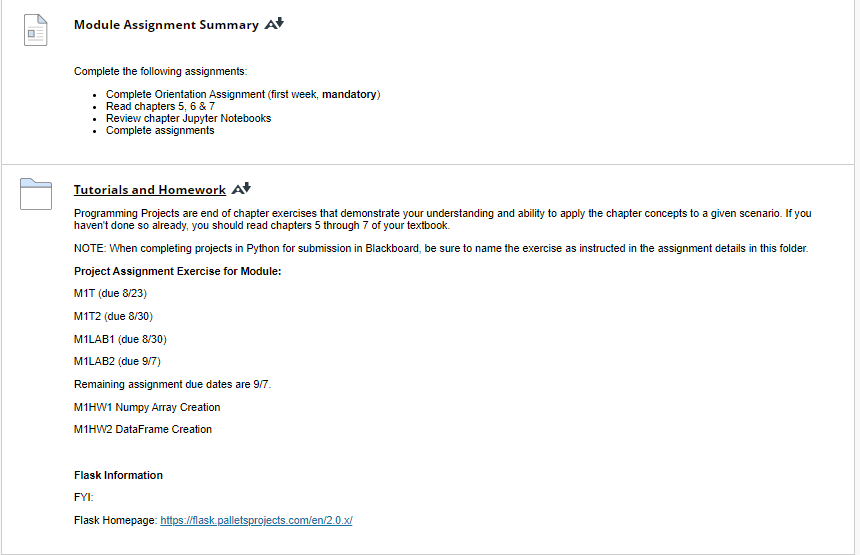 Module Assignment Summary
Complete the following assignments:
Complete Orientation Assignment (first week, mandatory)
Read chapters 5, 6 & 7
Review chapter Jupyter Notebooks
Complete assignments
Tutorials and Homework
Programming Projects are end of chapter exercises that demonstrate your understanding and ability to apply the chapter concepts to a given scenario. If you
haven't done so already, you should read chapters 5 through 7 of your textbook.
NOTE: When completing projects in Python for submission in Blackboard, be sure to name the exercise as instructed in the assignment details in this folder.
Project Assignment Exercise for Module:
M1T (due 8/23)
M1T2 (due 8/30)
M1LAB1 (due 8/30)
M1LAB2 (due 9/7)
Remaining assignment due dates are 9/7.
M1HW1 Numpy Array Creation
M1HW2 DataFrame Creation
Flask Information
FYI:
Flask Homepage: https://flask.palletsprojects.com/en/2.0.x/